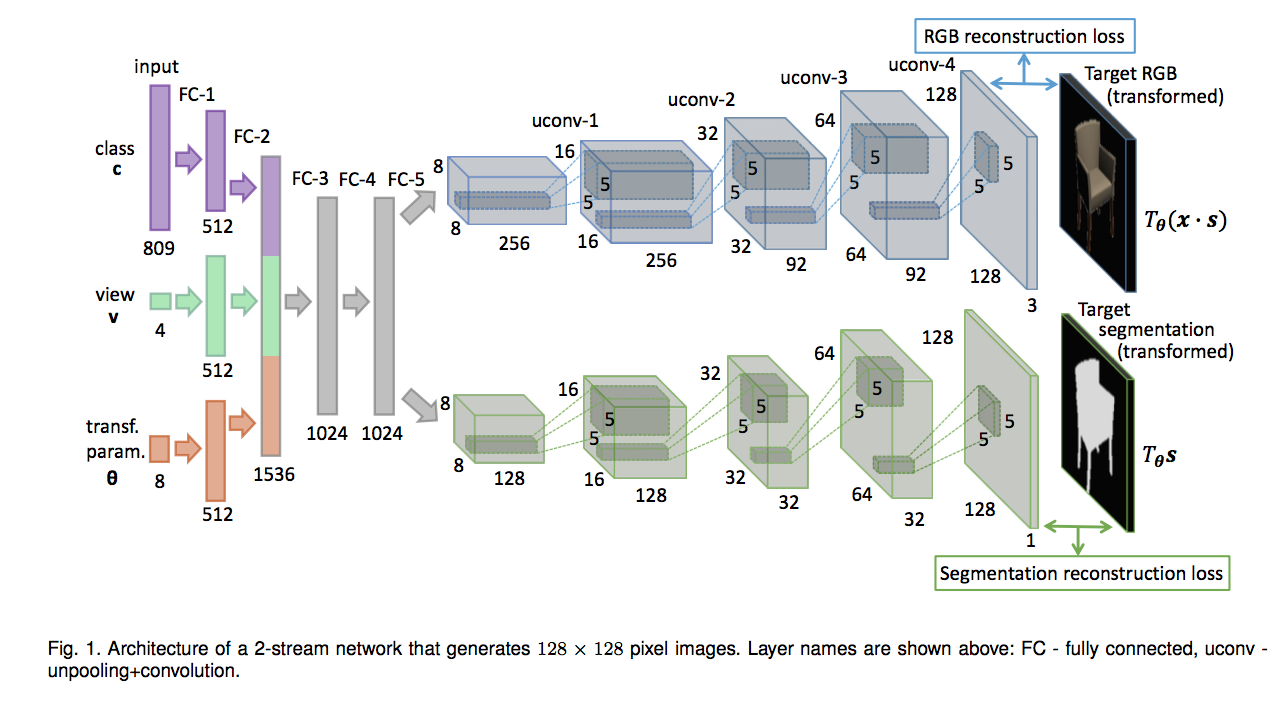 RGB reconstruction loss
input
FC-1
FC-2
FC-3
FC-4
FC-5
uconv-1
uconv-2
uconv-3
uconv-4
Target RGB
(transformed)
class
c
809
512
8
8
256
16
5
5
16
256
32
5
5
32
92
64
5
5
64
92
128
5
5
128
3
Tθ(x · s)
view
v
4
512
transf.
param.
θ
8
512
1536
1024
1024
8
8
128
16
5
5
16
128
32
5
5
32
32
64
5
5
64
32
128
5
5
128
1
Target
segmentation
(transformed)
Tθs
Segmentation reconstruction loss
Fig. 1. Architecture of a 2-stream network that generates 128 × 128 pixel images. Layer names are shown above: FC - fully connected, uconv -
unpooling+convolution.